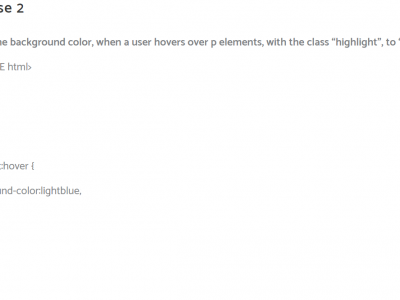 se 2
he background color, when a user hovers over p elements, with the class “highlight”, to “
E html>
:hover {
und-color:lightblue,